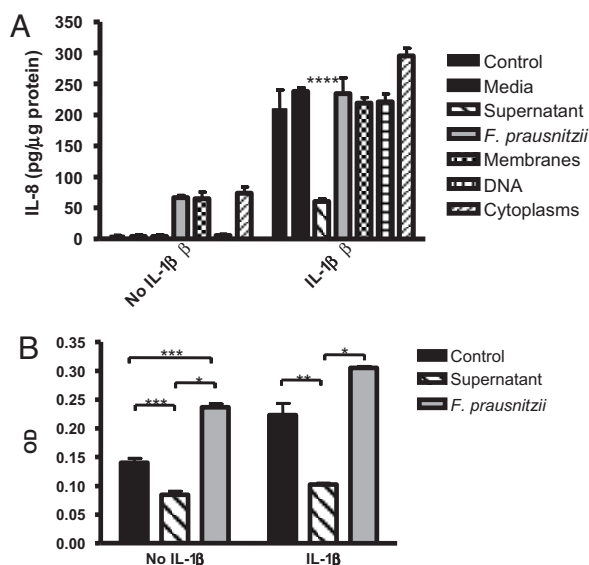 A
IL-8 (pg/µg protein)
350
300
250
200
150
100
50
0
****
No IL-1β β
IL-1β β
Control
Media
Supernatant
F. prausnitzii
Membranes
DNA
Cytoplasms
B
OD
0.35
0.30
0.25
0.20
0.15
0.10
0.05
0.00
***
***
*
**
*
No IL-1β
IL-1β
Control
Supernatant
F. prausnitzii